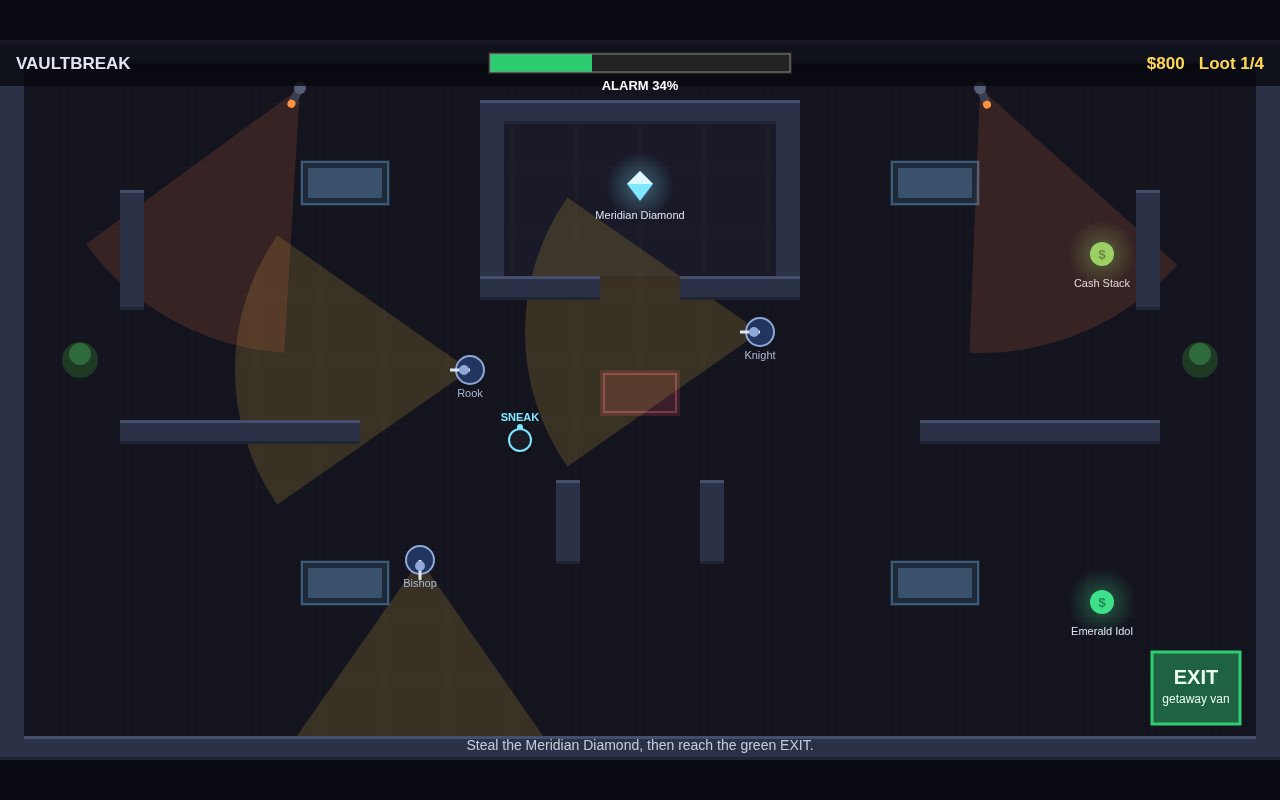 VAULTBREAK
ALARM 34%
$800 Loot 1/4
Meridian Diamond
$
Cash Stack
Knight
Rook
SNEAK
Bishop
$
Emerald Idol
EXIT
getaway van
Steal the Meridian Diamond, then reach the green EXIT.